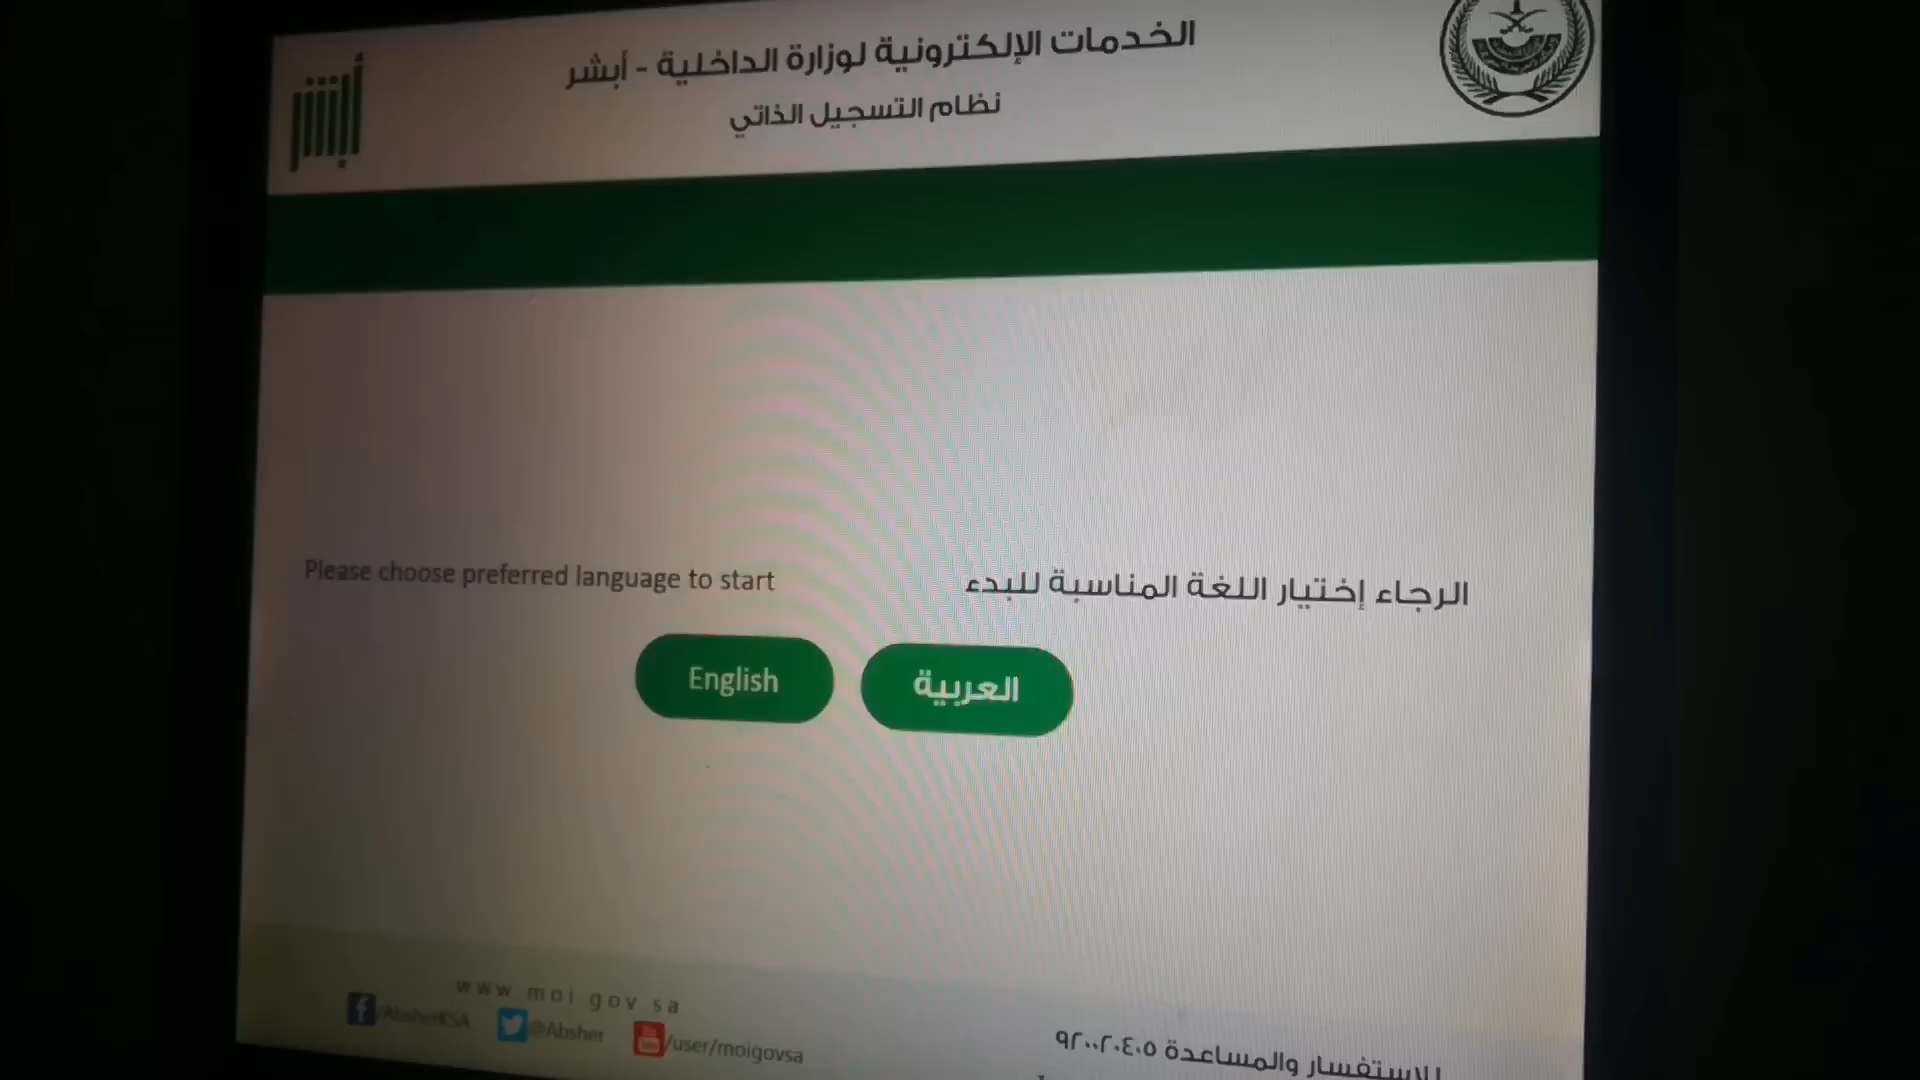 الخدمات الإلكترونية لوزارة الداخلية - أبشر
نظام التسجيل الذاتي
أبشر
Please choose preferred language to start
الرجاء إختيار اللغة المناسبة للبدء
English
العربية
www moi gov sa
/AbsherKSA
@Absher
/user/moigovsa
للاستفسار والمساعدة ٩٢٠٠٢٠٤٠٥